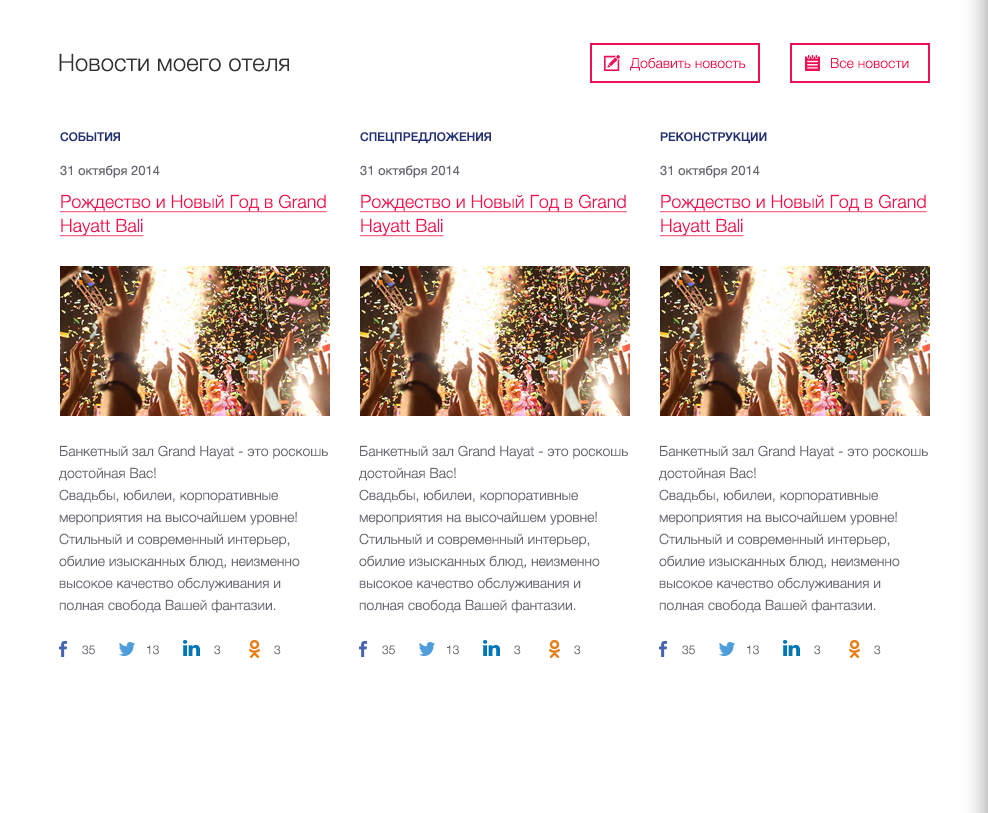 Новости моего отеля
Добавить новость
Все новости
СОБЫТИЯ
31 октября 2014
Рождество и Новый Год в Grand
Hayatt Bali
Банкетный зал Grand Hayat - это роскошь
достойная Вас!
Свадьбы, юбилеи, корпоративные
мероприятия на высочайшем уровне!
Стильный и современный интерьер,
обилие изысканных блюд, неизменно
высокое качество обслуживания и
полная свобода Вашей фантазии.
35 13 3 3
СПЕЦПРЕДЛОЖЕНИЯ
31 октября 2014
Рождество и Новый Год в Grand
Hayatt Bali
Банкетный зал Grand Hayat - это роскошь
достойная Вас!
Свадьбы, юбилеи, корпоративные
мероприятия на высочайшем уровне!
Стильный и современный интерьер,
обилие изысканных блюд, неизменно
высокое качество обслуживания и
полная свобода Вашей фантазии.
35 13 3 3
РЕКОНСТРУКЦИИ
31 октября 2014
Рождество и Новый Год в Grand
Hayatt Bali
Банкетный зал Grand Hayat - это роскошь
достойная Вас!
Свадьбы, юбилеи, корпоративные
мероприятия на высочайшем уровне!
Стильный и современный интерьер,
обилие изысканных блюд, неизменно
высокое качество обслуживания и
полная свобода Вашей фантазии.
35 13 3 3